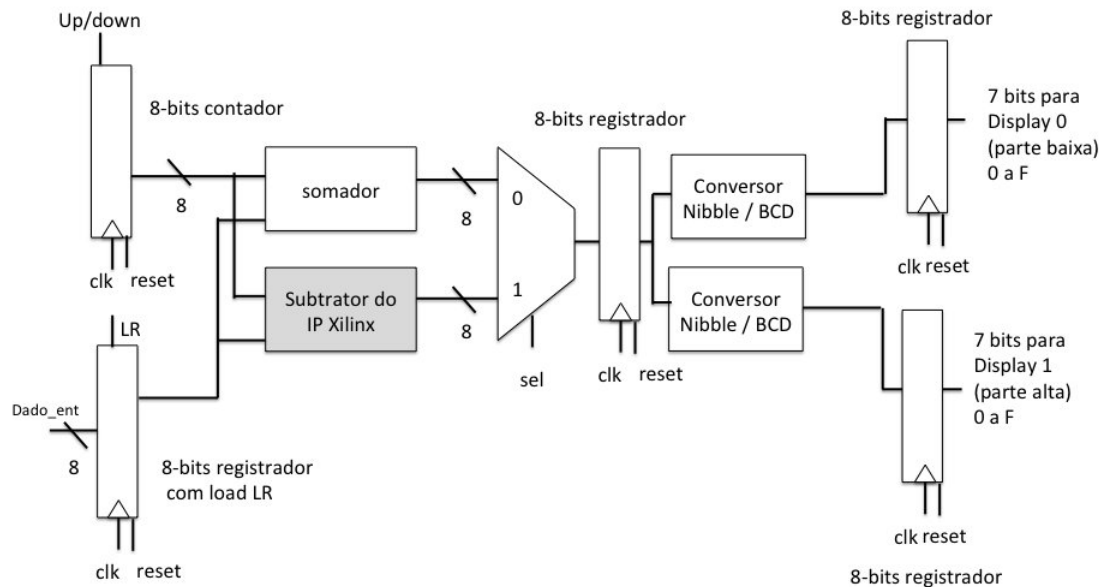 Up/down
8-bits contador
8
clk reset
LR
Dado_ent
8
8-bits registrador
com load LR
clk reset
somador
Subtrator do
IP Xilinx
8
8
0
1
sel
8-bits registrador
clk reset
Conversor
Nibble / BCD
Conversor
Nibble / BCD
8-bits registrador
7 bits para
Display 0
(parte baixa)
0 a F
clk reset
7 bits para
Display 1
(parte alta)
0 a F
clk reset
8-bits registrador